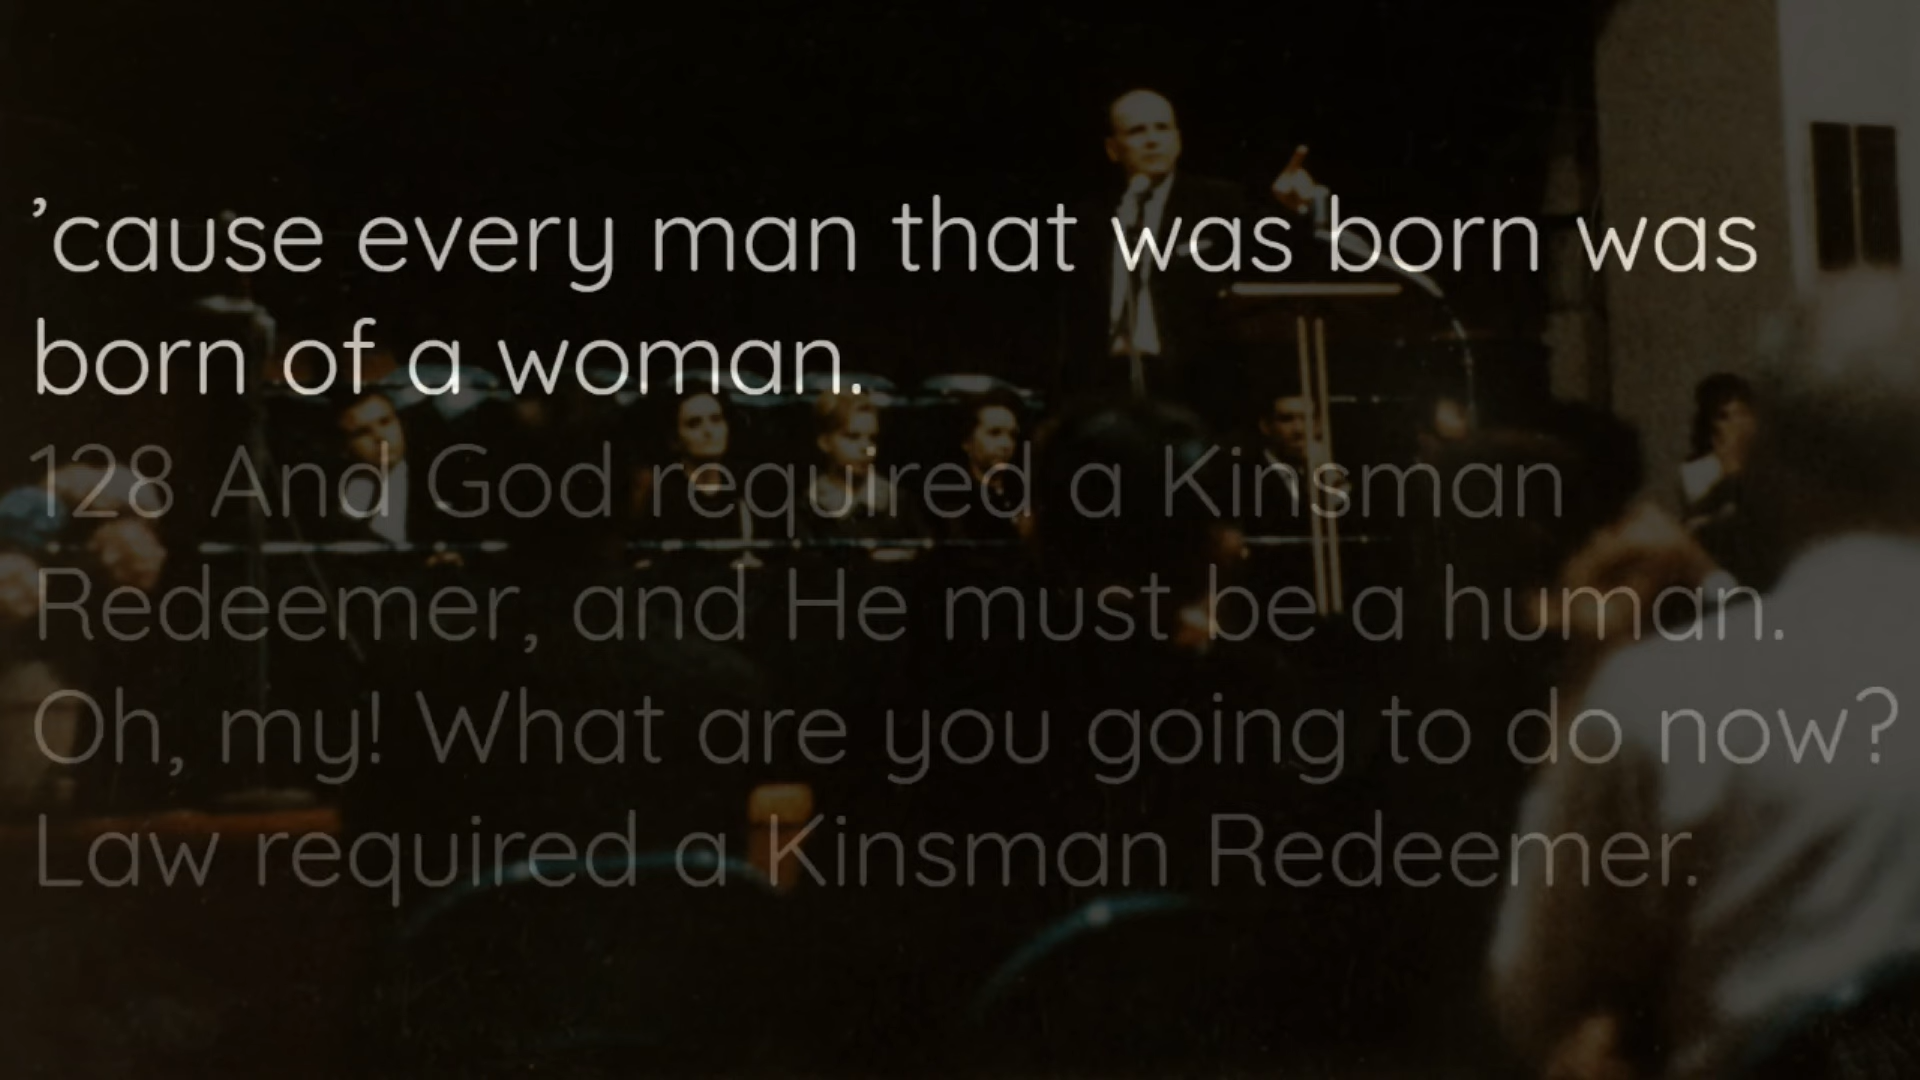 ’cause every man that was born was
born of a woman.
128 And God required a Kinsman
Redeemer, and He must be a human.
Oh, my! What are you going to do now?
Law required a Kinsman Redeemer.